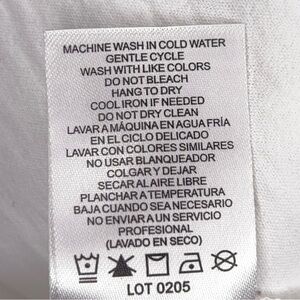 MACHINE WASH IN COLD WATER
GENTLE CYCLE
WASH WITH LIKE COLORS
DO NOT BLEACH
HANG TO DRY
COOL IRON IF NEEDED
DO NOT DRY CLEAN
LAVAR A MÁQUINA EN AGUA FRÍA
EN EL CICLO DELICADO
LAVAR CON COLORES SIMILARES
NO USAR BLANQUEADOR
COLGAR Y DEJAR
SECAR AL AIRE LIBRE
PLANCHAR A TEMPERATURA
BAJA CUANDO SEA NECESARIO
NO ENVIAR A UN SERVICIO
PROFESIONAL
(LAVADO EN SECO)
LOT 0205